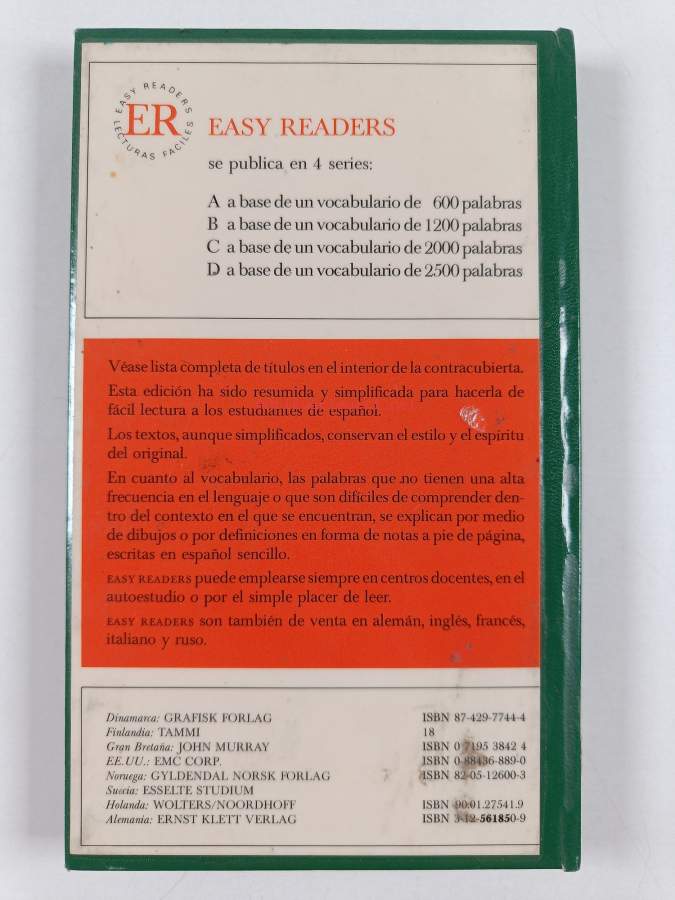 EASY READERS
ER
LECTURAS FACILES
EASY READERS
se publica en 4 series:
A a base de un vocabulario de 600 palabras
B a base de un vocabulario de 1200 palabras
C a base de un vocabulario de 2000 palabras
D a base de un vocabulario de 2500 palabras
Véase lista completa de títulos en el interior de la contracubierta.
Esta edición ha sido resumida y simplificada para hacerla de
fácil lectura a los estudiantes de español.
Los textos, aunque simplificados, conservan el estilo y el espíritu
del original.
En cuanto al vocabulario, las palabras que no tienen una alta
frecuencia en el lenguaje o que son difíciles de comprender den-
tro del contexto en el que se encuentran, se explican por medio
de dibujos o por definiciones en forma de notas a pie de página,
escritas en español sencillo.
EASY READERS puede emplearse siempre en centros docentes, en el
autoestudio o por el simple placer de leer.
EASY READERS son también de venta en alemán, inglés, francés,
italiano y ruso.
Dinamarca: GRAFISK FORLAG ISBN 87-429-7744-4
Finlandia: TAMMI 18
Gran Bretaña: JOHN MURRAY ISBN 0 7195 3842 4
EE.UU.: EMC CORP. ISBN 0-88436-889-0
Noruega: GYLDENDAL NORSK FORLAG ISBN 82-05-12600-3
Suecia: ESSELTE STUDIUM
Holanda: WOLTERS/NOORDHOFF ISBN 90.01.27541.9
Alemania: ERNST KLETT VERLAG ISBN 3-12-561850-9